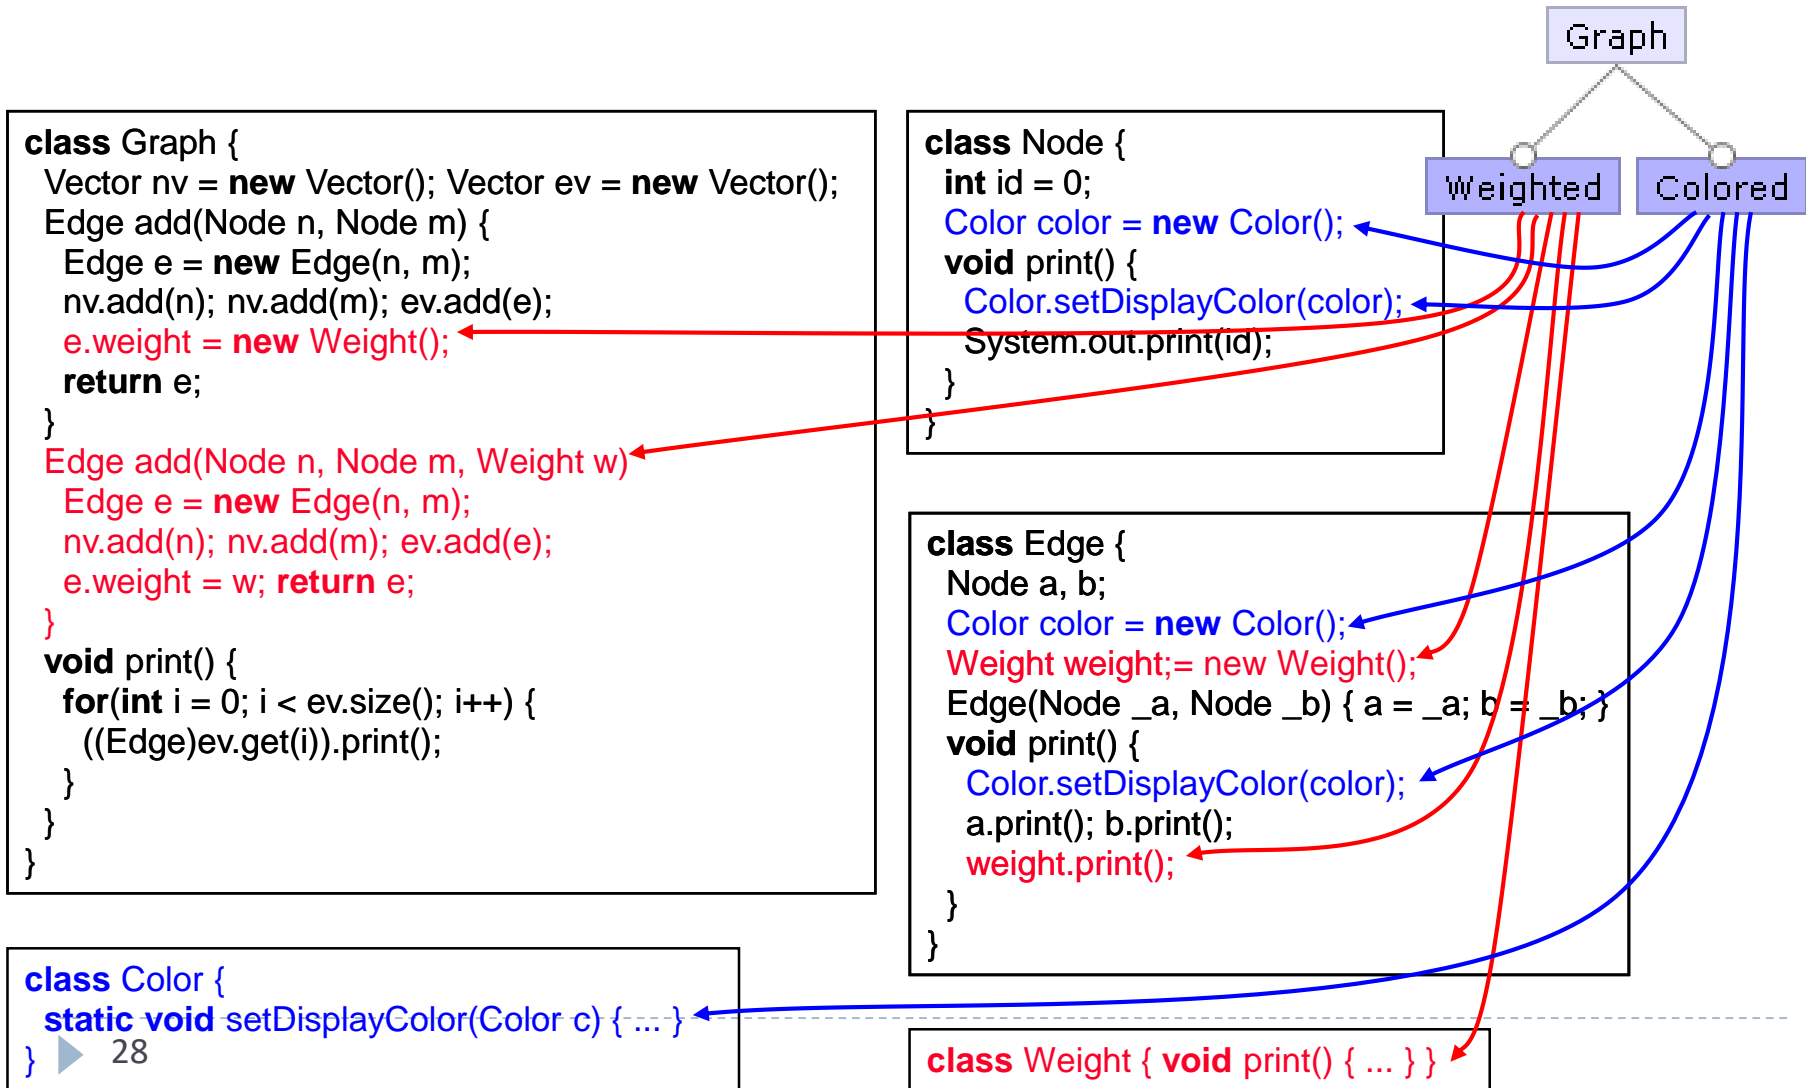 Graph
Weighted
Colored
class Graph {
Vector nv = new Vector(); Vector ev = new Vector();
Edge add(Node n, Node m) {
Edge e = new Edge(n, m);
nv.add(n); nv.add(m); ev.add(e);
e.weight = new Weight();
return e;
}
Edge add(Node n, Node m, Weight w)
Edge e = new Edge(n, m);
nv.add(n); nv.add(m); ev.add(e);
e.weight = w; return e;
}
void print() {
for(int i = 0; i < ev.size(); i++) {
((Edge)ev.get(i)).print();
}
}
}
class Node {
int id = 0;
Color color = new Color();
void print() {
Color.setDisplayColor(color);
System.out.print(id);
}
}
class Edge {
Node a, b;
Color color = new Color();
Weight weight;= new Weight();
Edge(Node _a, Node _b) { a = _a; b = _b; }
void print() {
Color.setDisplayColor(color);
a.print(); b.print();
weight.print();
}
}
class Color {
static void setDisplayColor(Color c) { ... }
}
28
class Weight { void print() { ... } }